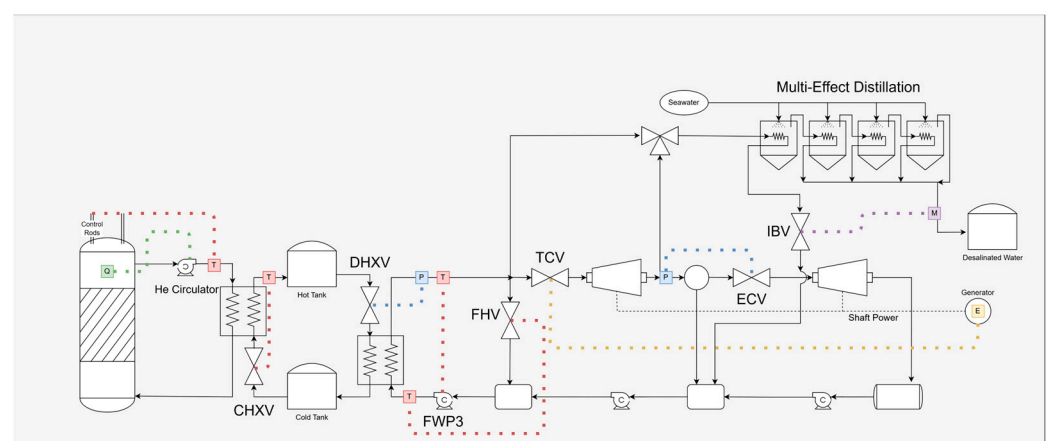 Multi-Effect Distillation
Seawater
Control
Rods
Q
C
He Circulator
T
T
Hot Tank
DHXV
P
T
TCV
FHV
P
ECV
IBV
M
Desalinated Water
Generator
E
Shaft Power
CHXV
Cold Tank
T
C
FWP3
C
C